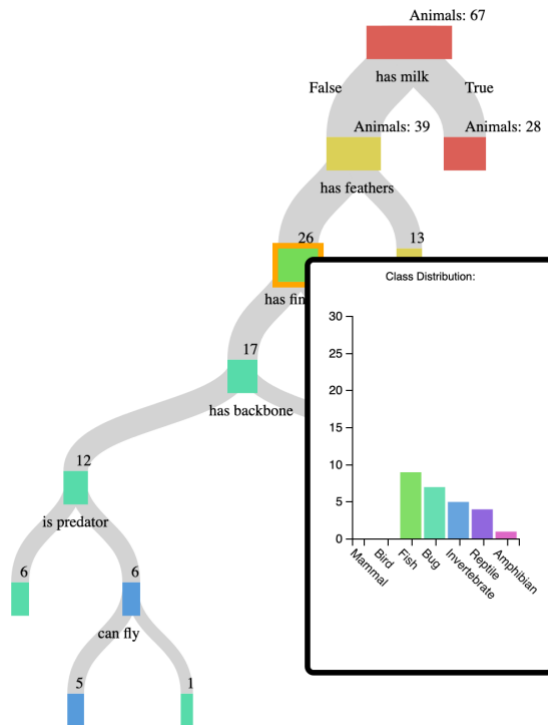 Animals: 67
has milk
False
True
Animals: 39
Animals: 28
has feathers
26
13
has fin
17
has backbone
12
is predator
6
6
can fly
5
1
Class Distribution:
30
25
20
15
10
5
0
Mammal
Bird
Fish
Bug
Invertebrate
Reptile
Amphibian